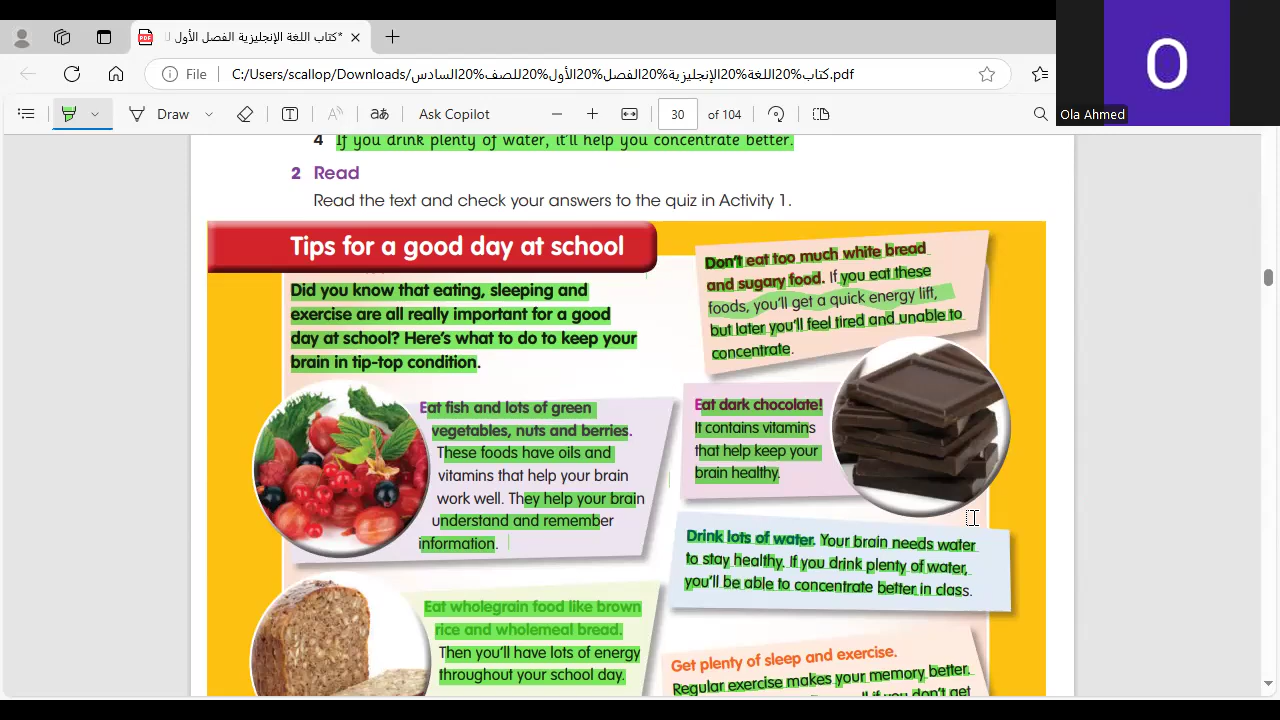 *كتاب اللغة الإنجليزية الفصل الأول
File
C:/Users/scallop/Downloads/كتاب%20اللغة%20الإنجليزية%20الفصل%20الأول%20للصف%20السادس.pdf
Draw
aあ
Ask Copilot
30 of 104
O
Ola Ahmed
4 If you drink plenty of water, it'll help you concentrate better.
2 Read
Read the text and check your answers to the quiz in Activity 1.
Tips for a good day at school
Did you know that eating, sleeping and
exercise are all really important for a good
day at school? Here's what to do to keep your
brain in tip-top condition.
Don't eat too much white bread
and sugary food. If you eat these
foods, you'll get a quick energy lift,
but later you'll feel tired and unable to
concentrate.
Eat fish and lots of green
vegetables, nuts and berries.
These foods have oils and
vitamins that help your brain
work well. They help your brain
understand and remember
information.
Eat dark chocolate!
It contains vitamins
that help keep your
brain healthy.
Drink lots of water. Your brain needs water
to stay healthy. If you drink plenty of water,
you'll be able to concentrate better in class.
Eat wholegrain food like brown
rice and wholemeal bread.
Then you'll have lots of energy
throughout your school day.
Get plenty of sleep and exercise.
Regular exercise makes your memory better.
if you don't get